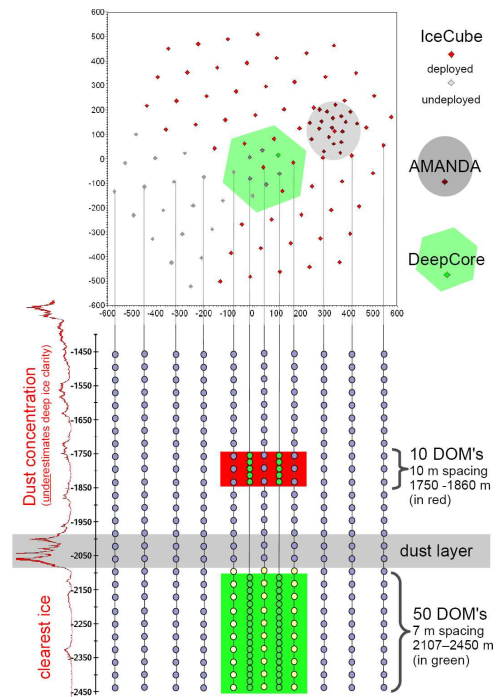 600
500
400
300
200
100
0
-100
-200
-300
-400
-500
-600
-600 -500 -400 -300 -200 -100 0 100 200 300 400 500 600
IceCube
deployed
undeployed
AMANDA
DeepCore
Dust concentration
(underestimates deep ice clarity)
clearest ice
-1450
-1550
-1650
-1750
-1850
-1950
-2050
-2150
-2250
-2350
-2450
10 DOM's
10 m spacing
1750 -1860 m
(in red)
dust layer
50 DOM's
7 m spacing
2107–2450 m
(in green)